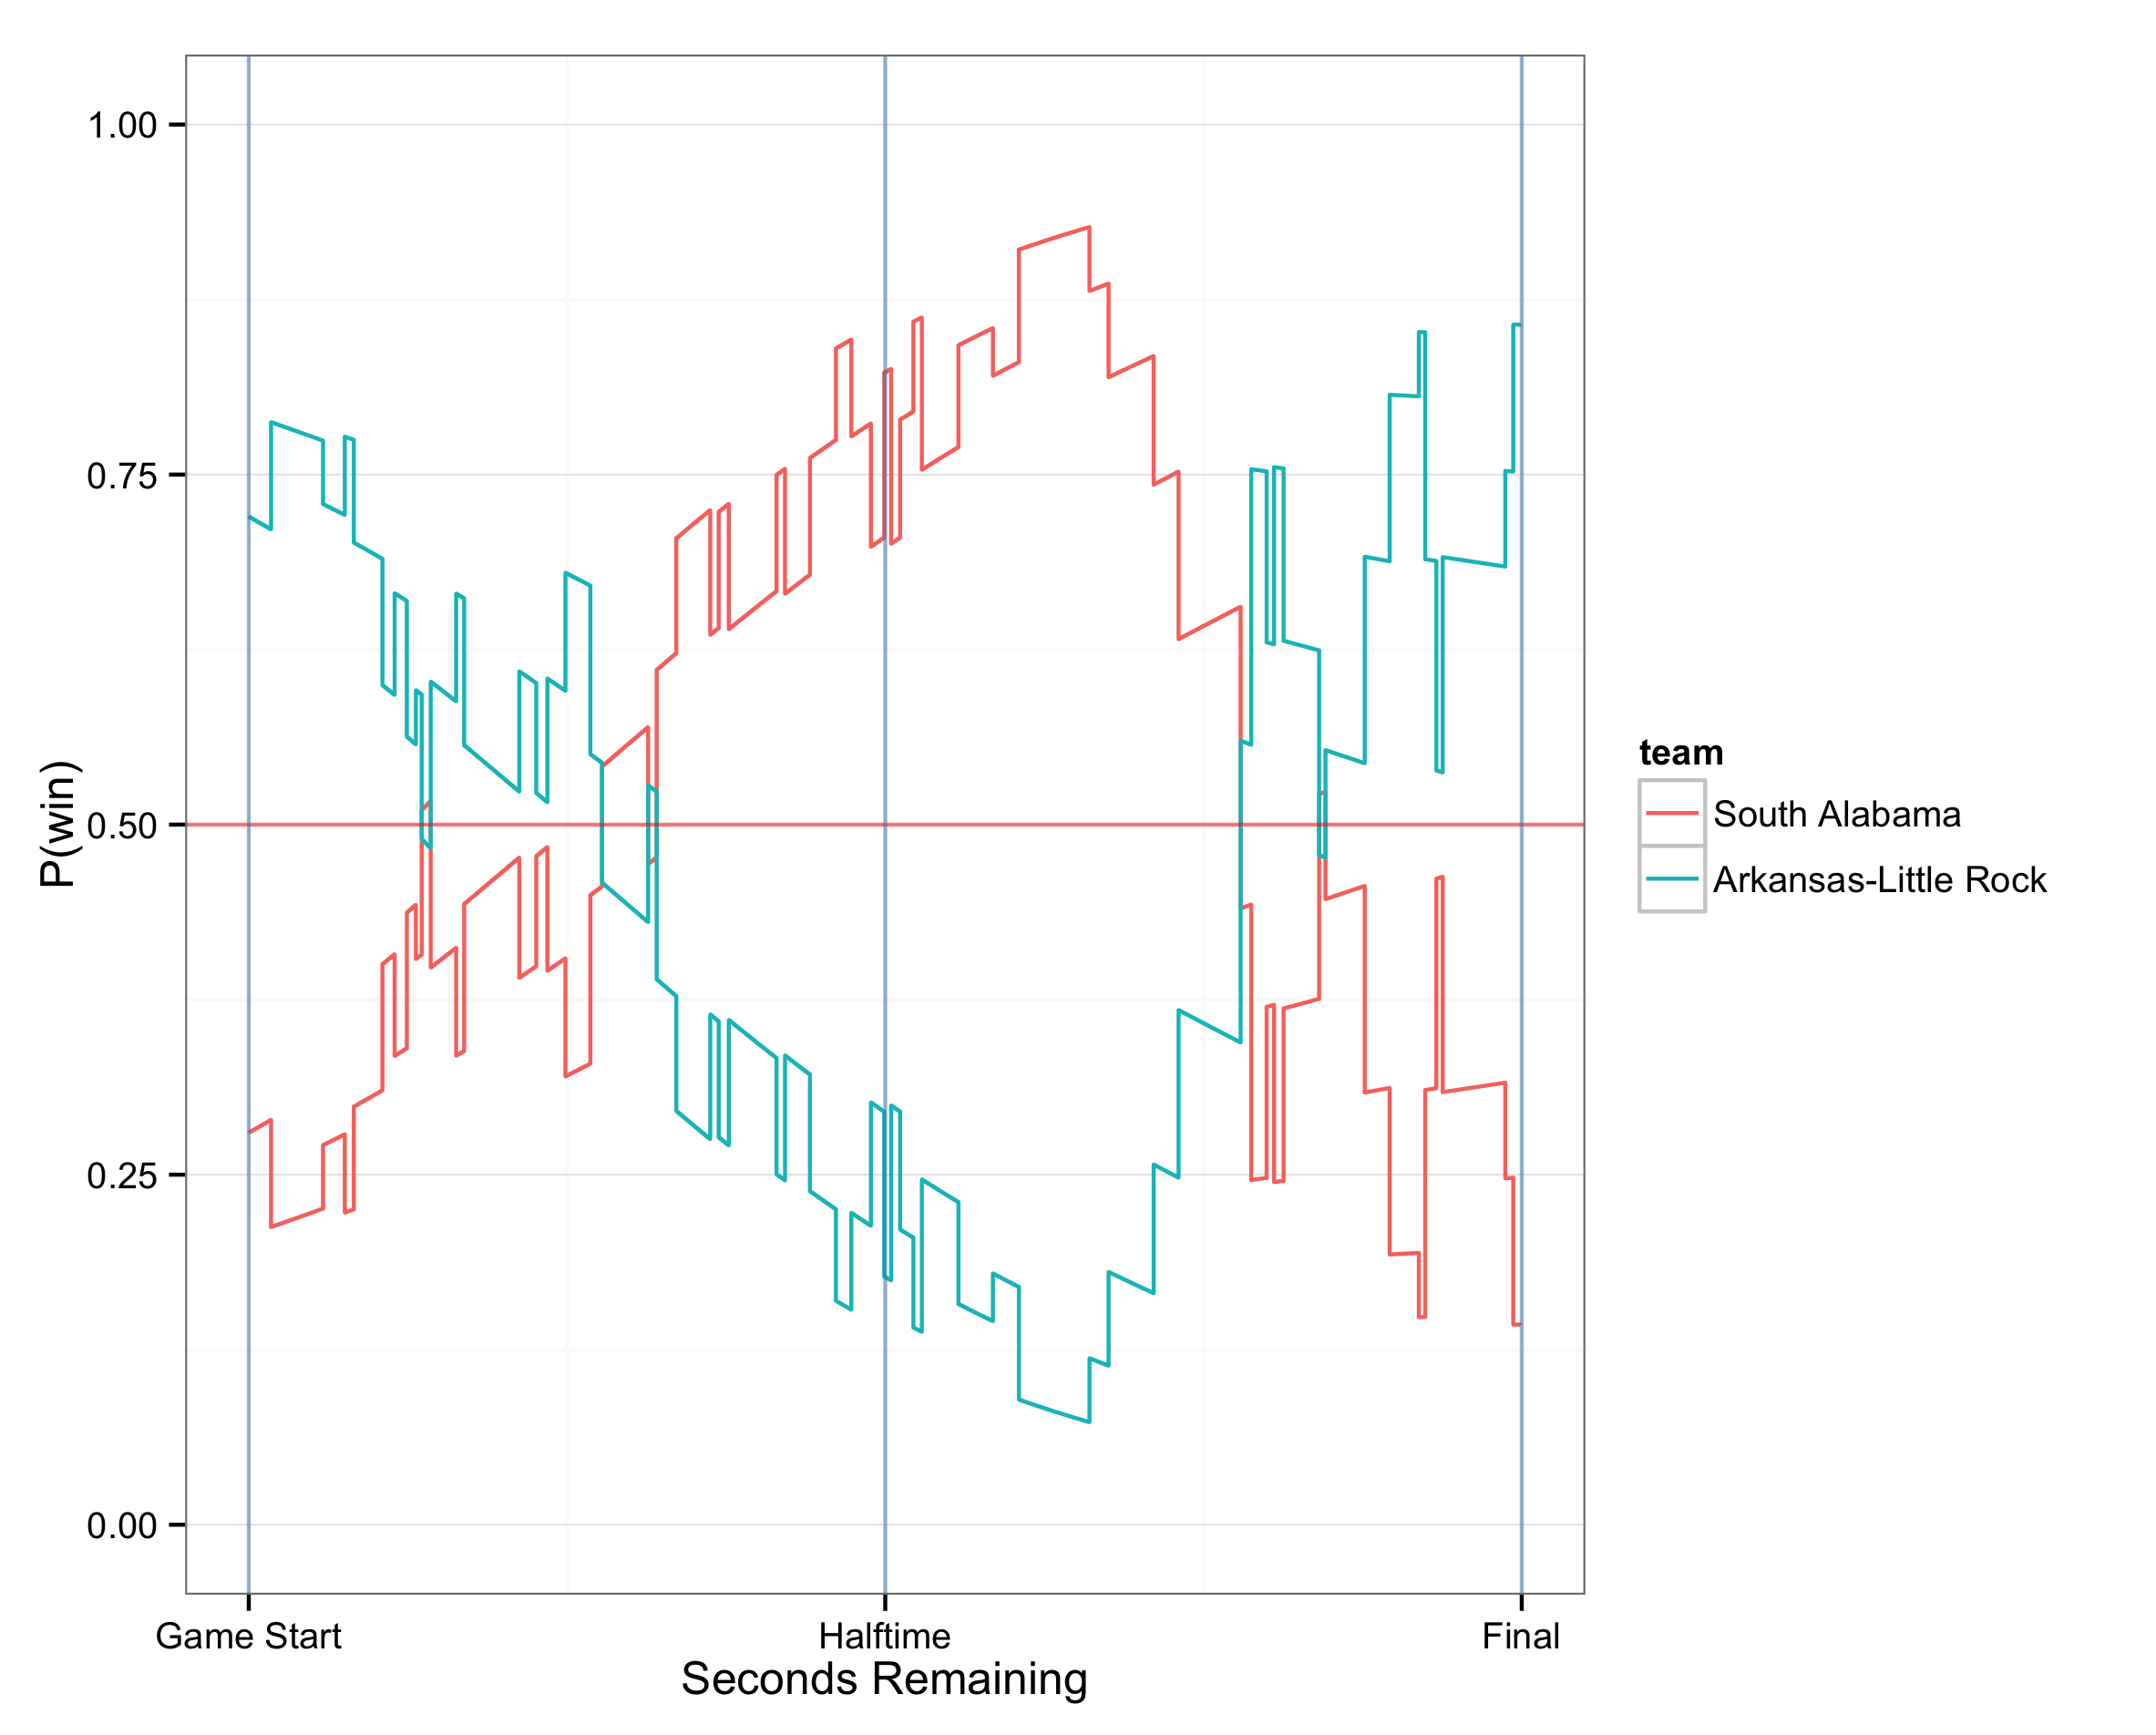 1.00
0.75
0.50
0.25
0.00
P(win)
Game Start
Halftime
Final
Seconds Remaining
team
South Alabama
Arkansas-Little Rock